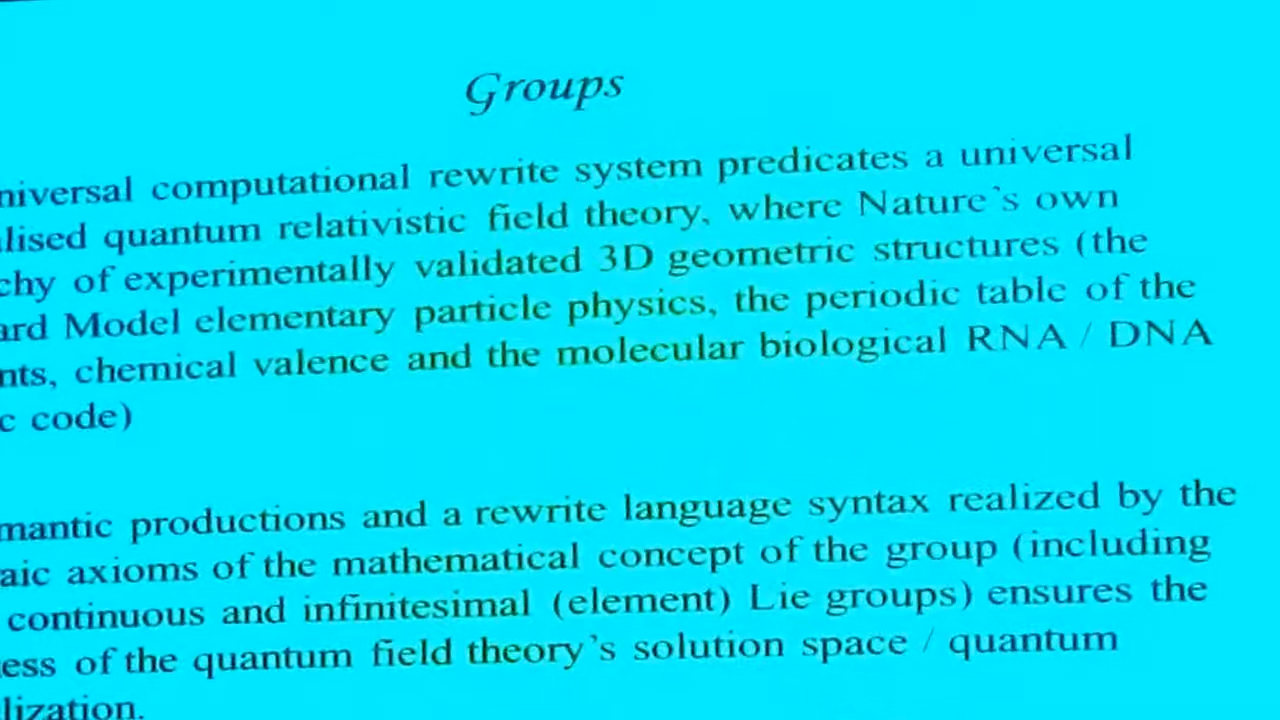 Groups
niversal computational rewrite system predicates a universal
lised quantum relativistic field theory, where Nature's own
chy of experimentally validated 3D geometric structures (the
ard Model elementary particle physics, the periodic table of the
nts, chemical valence and the molecular biological RNA / DNA
c code)
mantic productions and a rewrite language syntax realized by the
aic axioms of the mathematical concept of the group (including
continuous and infinitesimal (element) Lie groups) ensures the
ess of the quantum field theory's solution space / quantum
lization.